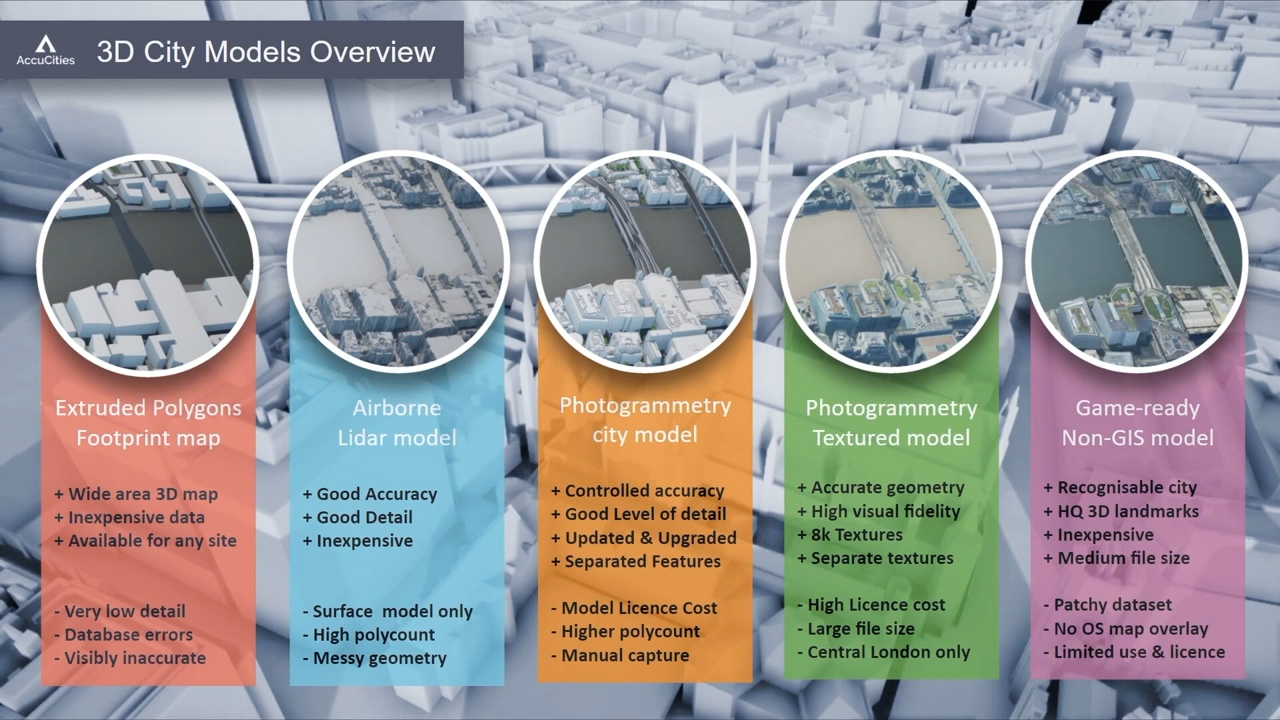 AccuCities
3D City Models Overview
Extruded Polygons
Footprint map
+ Wide area 3D map
+ Inexpensive data
+ Available for any site
- Very low detail
- Database errors
- Visibly inaccurate
Airborne
Lidar model
+ Good Accuracy
+ Good Detail
+ Inexpensive
- Surface model only
- High polycount
- Messy geometry
Photogrammetry
city model
+ Controlled accuracy
+ Good Level of detail
+ Updated & Upgraded
+ Separated Features
- Model Licence Cost
- Higher polycount
- Manual capture
Photogrammetry
Textured model
+ Accurate geometry
+ High visual fidelity
+ 8k Textures
+ Separate textures
- High Licence cost
- Large file size
- Central London only
Game-ready
Non-GIS model
+ Recognisable city
+ HQ 3D landmarks
+ Inexpensive
+ Medium file size
- Patchy dataset
- No OS map overlay
- Limited use & licence